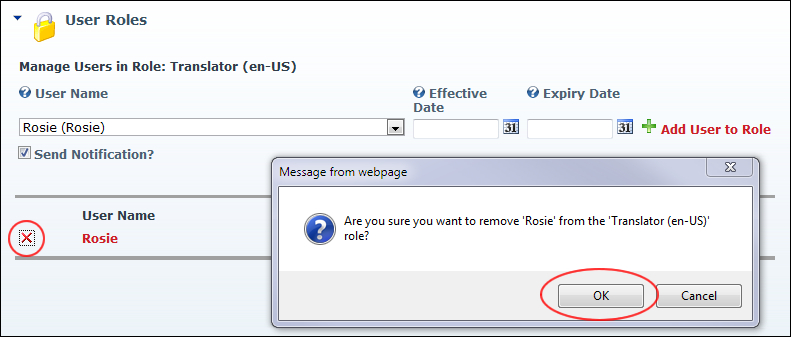 User Roles
Manage Users in Role: Translator (en-US)
User Name
Effective
Date
Expiry Date
Rosie (Rosie)
31
31
Add User to Role
Send Notification?
Message from webpage
Are you sure you want to remove 'Rosie' from the 'Translator (en-US)'
role?
OK
Cancel
User Name
Rosie